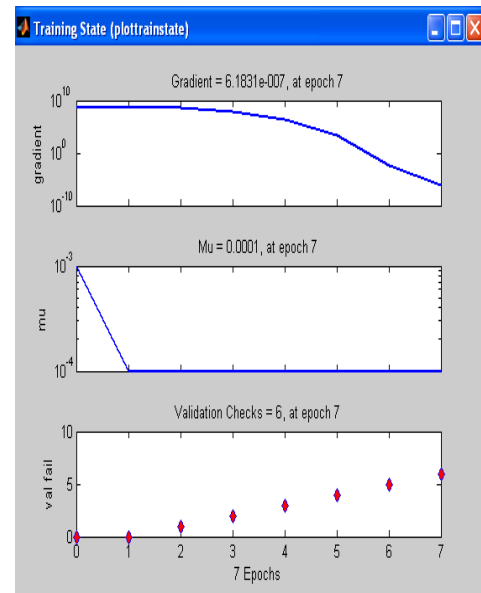 Training State (plottrainstate)
Gradient = 6.1831e-007, at epoch 7
10^10
10^0
10^-10
gradient
Mu = 0.0001, at epoch 7
10^-3
10^-4
mu
Validation Checks = 6, at epoch 7
10
5
0
val fail
0 1 2 3 4 5 6 7
7 Epochs